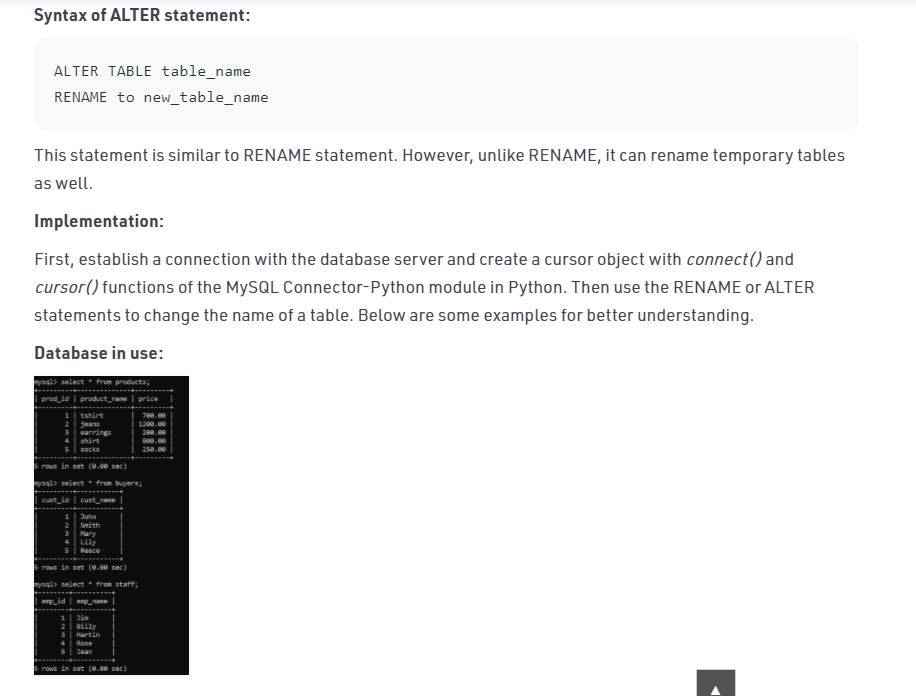 Syntax of ALTER statement:
ALTER TABLE table_name
RENAME to new_table_name
This statement is similar to RENAME statement. However, unlike RENAME, it can rename temporary tables
as well.
Implementation:
First, establish a connection with the database server and create a cursor object with connect() and
cursor() functions of the MySQL Connector-Python module in Python. Then use the RENAME or ALTER
statements to change the name of a table. Below are some examples for better understanding.
Database in use:
mysql> select * from products;
| prod_id | product_name | price |
| 1 | tshirt | 700.00 |
| 2 | jeans | 1200.00 |
| 3 | earrings | 200.00 |
| 4 | shirt | 800.00 |
| 5 | socks | 250.00 |
5 rows in set (0.00 sec)
mysql> select * from buyers;
| cust_id | cust_name |
| 1 | John |
| 2 | Smith |
| 3 | Mary |
| 4 | Lily |
| 5 | Reece |
5 rows in set (0.00 sec)
mysql> select * from staff;
| emp_id | emp_name |
| 1 | Jim |
| 2 | Billy |
| 3 | Martin |
| 4 | Rose |
| 5 | Jean |
5 rows in set (0.00 sec)